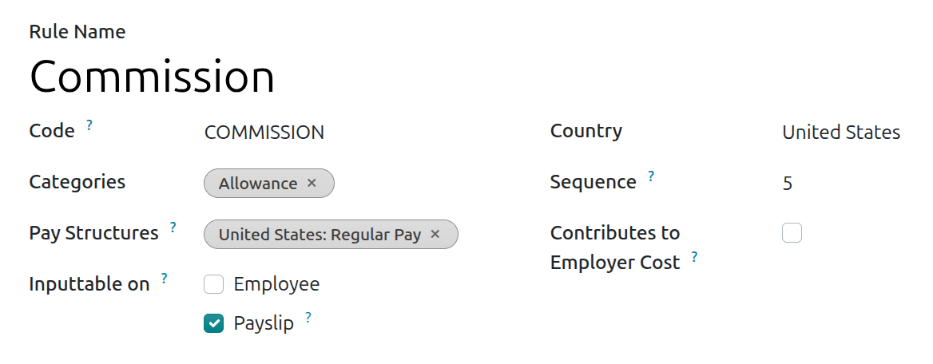 Rule Name
Commission
Code ? COMMISSION Country United States
Categories Allowance × Sequence ? 5
Pay Structures ? United States: Regular Pay × Contributes to Employer Cost ?
Inputtable on ? Employee
Payslip ?